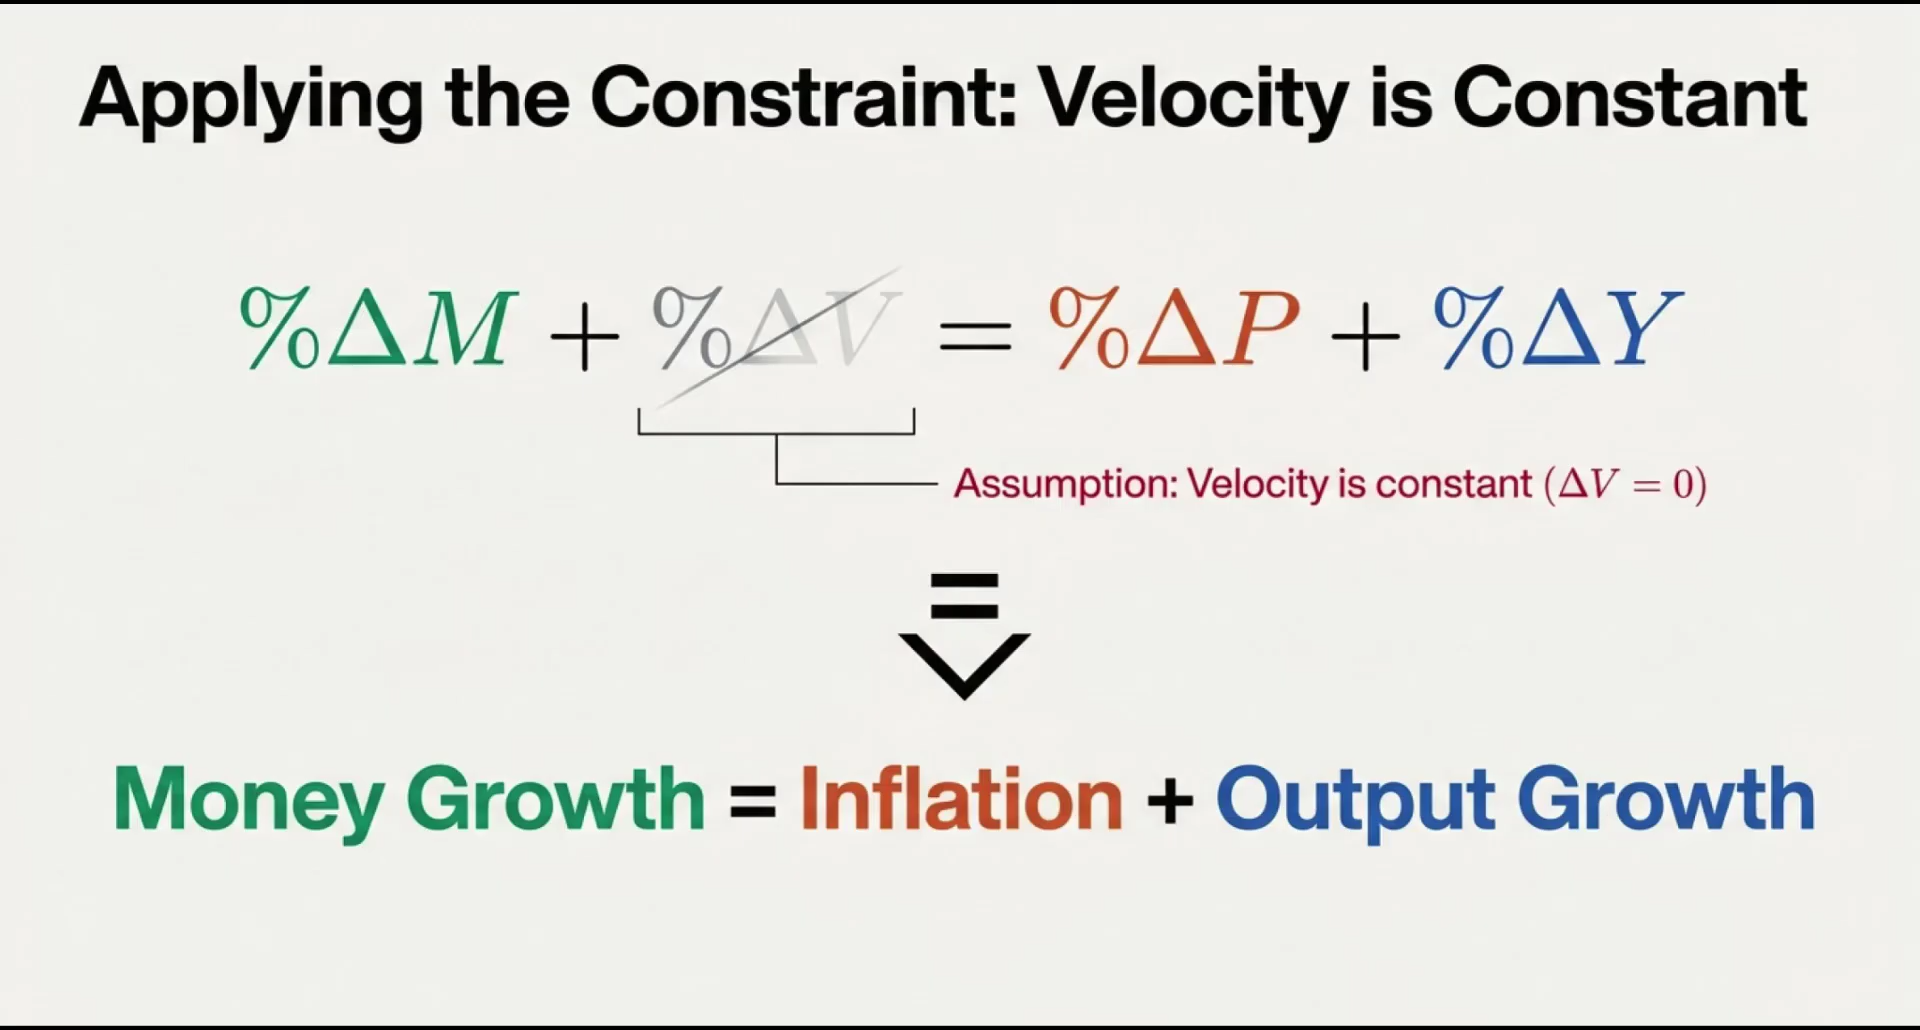 Applying the Constraint: Velocity is Constant
%ΔM + %ΔV = %ΔP + %ΔY
Assumption: Velocity is constant (ΔV = 0)
=
Money Growth = Inflation + Output Growth